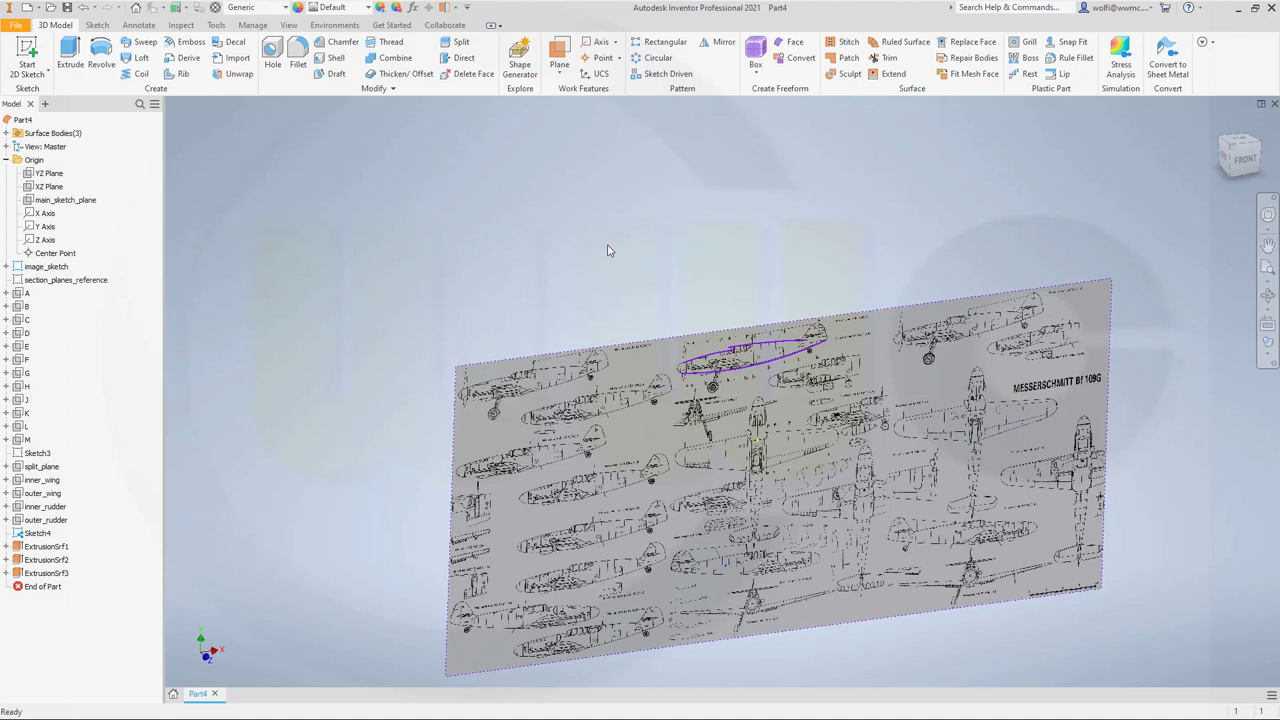 Generic
Default
Autodesk Inventor Professional 2021 Part4
Search Help & Commands...
wolfi@wwmc...
File 3D Model Sketch Annotate Inspect Tools Manage View Environments Get Started Collaborate
Start
2D Sketch
Sketch
Extrude
Revolve
Sweep Emboss Decal
Loft Derive Import
Coil Rib Unwrap
Create
Hole
Fillet
Chamfer Thread Split
Shell Combine Direct
Draft Thicken/ Offset Delete Face
Modify
Shape
Generator
Explore
Plane
Axis
Point
UCS
Work Features
Rectangular Mirror
Circular
Sketch Driven
Pattern
Box
Face
Convert
Create Freeform
Stitch Ruled Surface Replace Face
Patch Trim Repair Bodies
Sculpt Extend Fit Mesh Face
Surface
Grill Snap Fit
Boss Rule Fillet
Rest Lip
Plastic Part
Stress
Analysis
Simulation
Convert to
Sheet Metal
Convert
Model
Part4
Surface Bodies(3)
View: Master
Origin
YZ Plane
XZ Plane
main_sketch_plane
X Axis
Y Axis
Z Axis
Center Point
image_sketch
section_planes_reference
A
B
C
D
E
F
G
H
J
K
L
M
Sketch3
split_plane
inner_wing
outer_wing
inner_rudder
outer_rudder
Sketch4
ExtrusionSrf1
ExtrusionSrf2
ExtrusionSrf3
End of Part
FRONT
MESSERSCHMITT Bf 109G
Y
X
Z
Part4
Ready
1 1